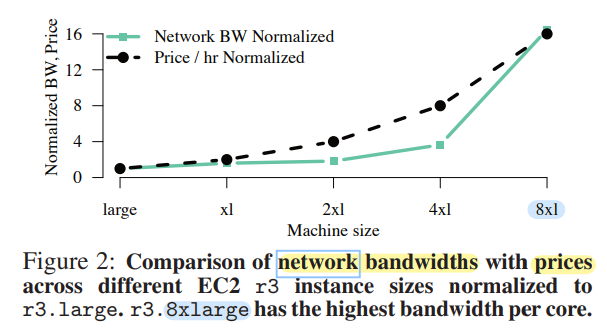 Normalized BW, Price
16
12
8
4
0
Network BW Normalized
Price / hr Normalized
large
xl
2xl
4xl
8xl
Machine size
Figure 2: Comparison of network bandwidths with prices
across different EC2 r3 instance sizes normalized to
r3.large. r3.8xlarge has the highest bandwidth per core.